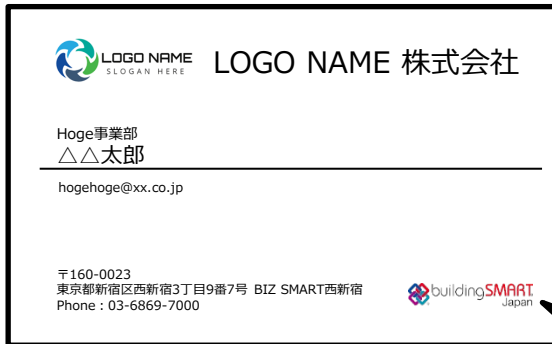 LOGO NAME
SLOGAN HERE
LOGO NAME 株式会社
Hoge事業部
△△太郎
hogehoge@xx.co.jp
〒160-0023
東京都新宿区西新宿3丁目9番7号 BIZ SMART西新宿
Phone : 03-6869-7000
buildingSMART
Japan